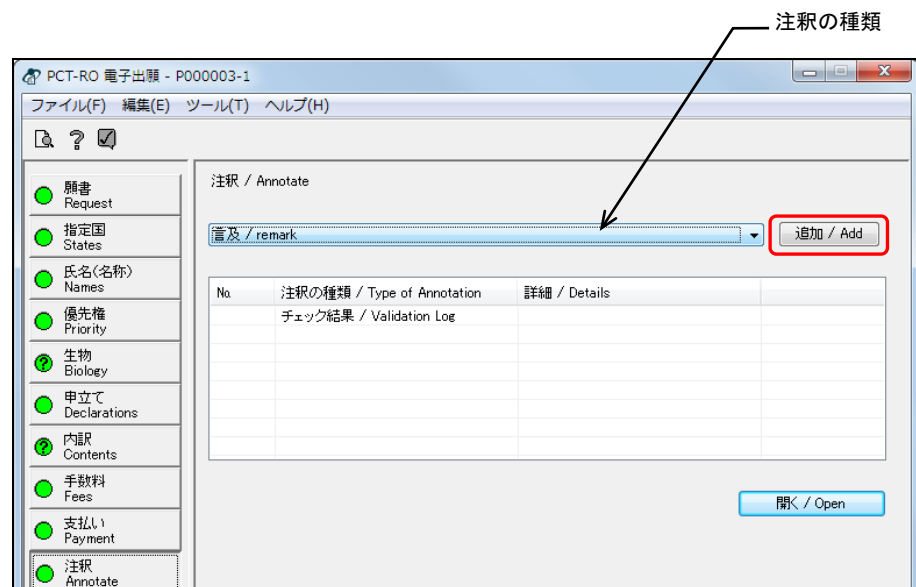 注釈の種類
PCT-RO 電子出願 - P000003-1
ファイル(F) 編集(E) ツール(T) ヘルプ(H)
願書
Request
指定国
States
氏名(名称)
Names
優先権
Priority
生物
Biology
申立て
Declarations
内訳
Contents
手数料
Fees
支払い
Payment
注釈
Annotate
注釈 / Annotate
言及 / remark
追加 / Add
No. 注釈の種類 / Type of Annotation 詳細 / Details
チェック結果 / Validation Log
開く / Open